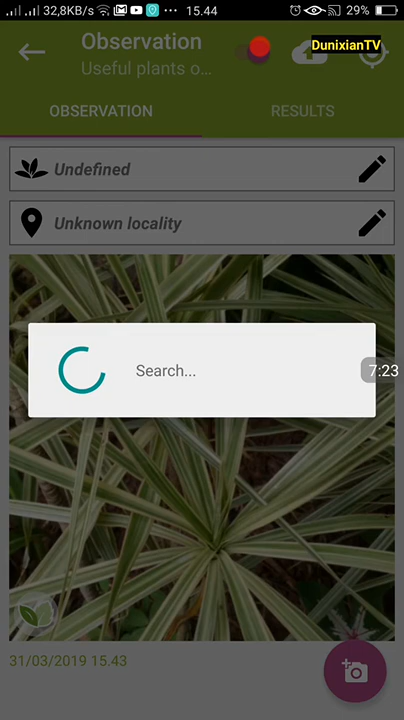 32,8KB/s
15.44
29%
Observation
DunixianTV
Useful plants o...
OBSERVATION
RESULTS
Undefined
Unknown locality
Search...
7:23
31/03/2019 15.43